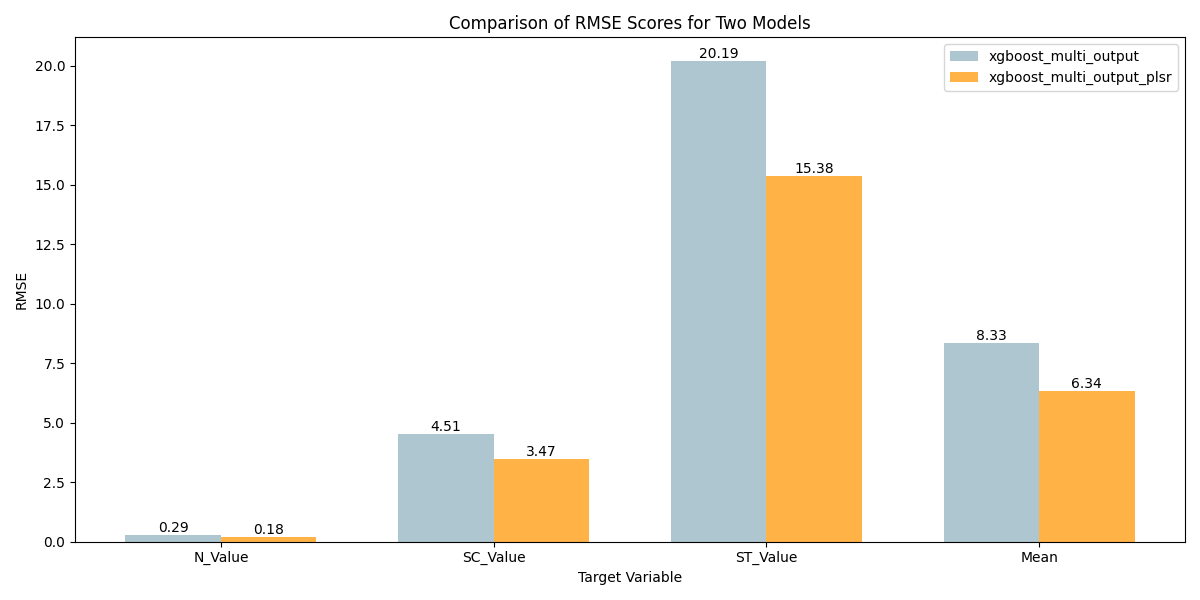 Comparison of RMSE Scores for Two Models
xgboost_multi_output
xgboost_multi_output_plsr
RMSE
20.0
17.5
15.0
12.5
10.0
7.5
5.0
2.5
0.0
0.29
0.18
4.51
3.47
20.19
15.38
8.33
6.34
N_Value
SC_Value
ST_Value
Mean
Target Variable